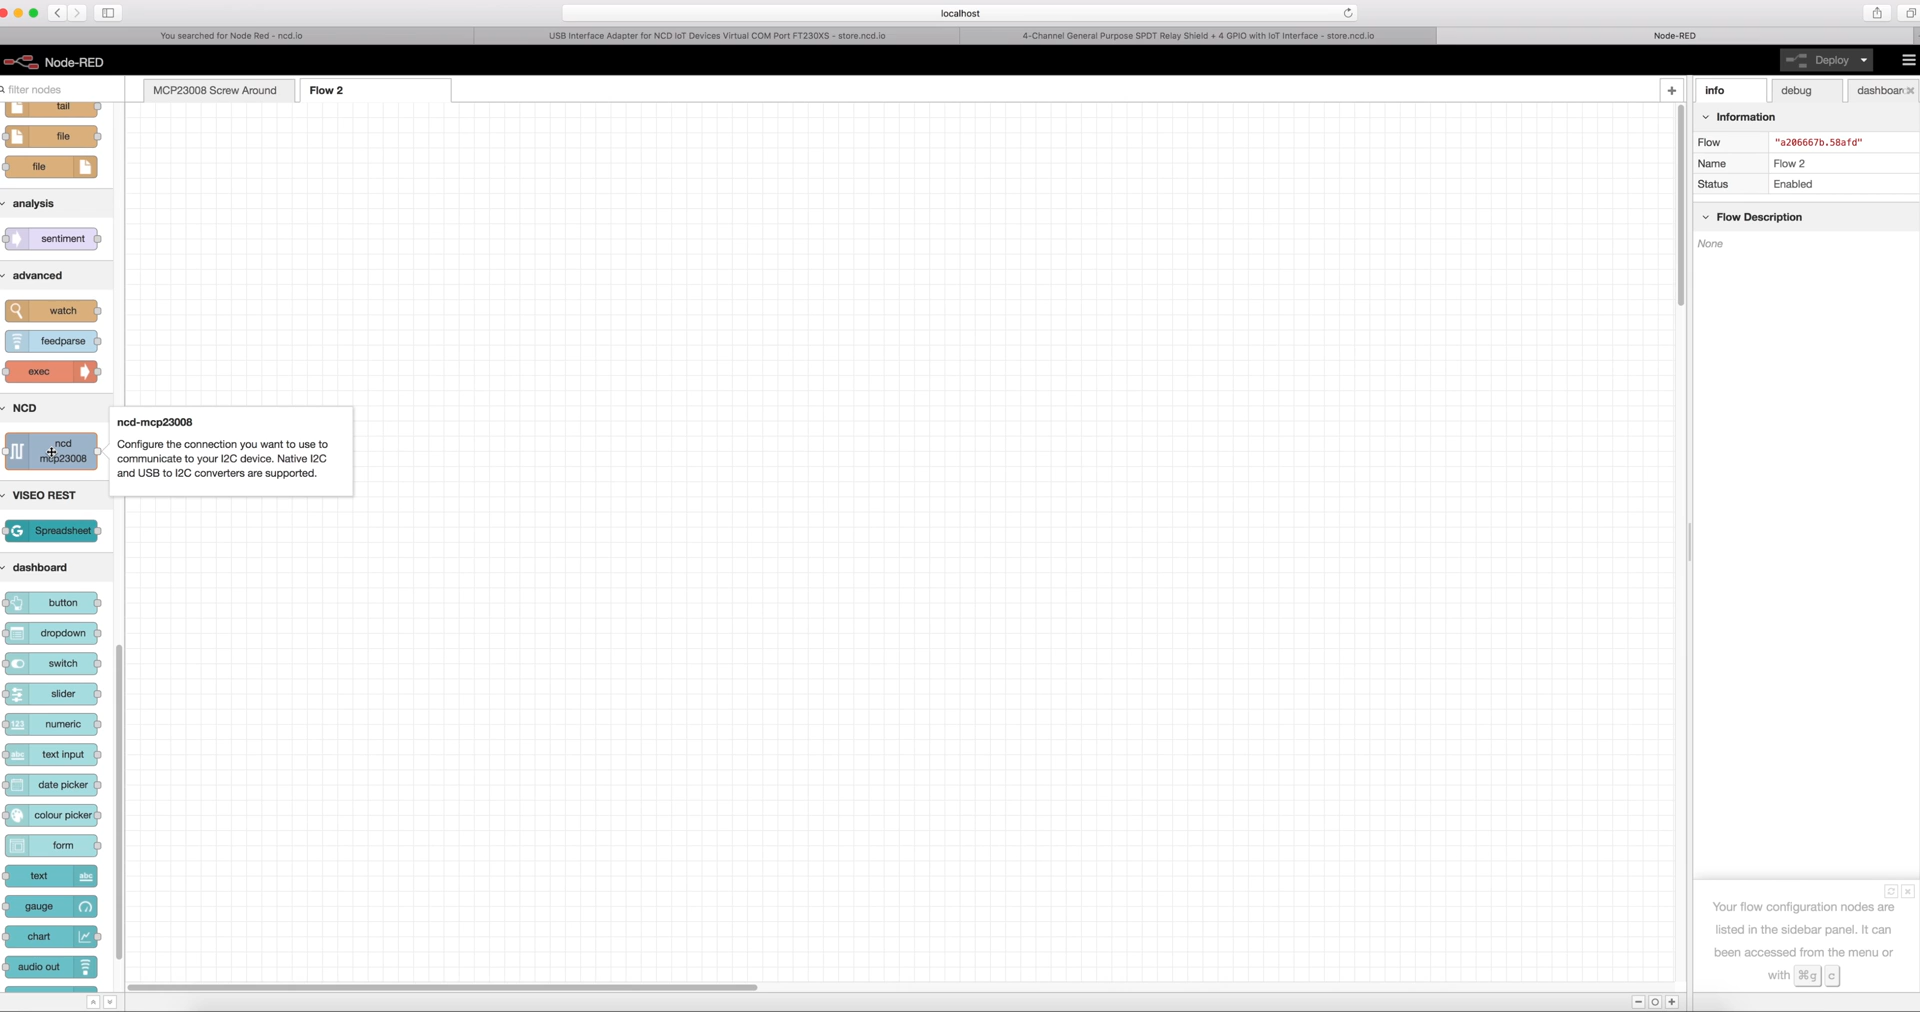 localhost
You searched for Node Red - ncd.io
USB Interface Adapter for NCD IoT Devices Virtual COM Port FT230XS - store.ncd.io
4-Channel General Purpose SPDT Relay Shield + 4 GPIO with IoT Interface - store.ncd.io
Node-RED
Node-RED
Deploy
filter nodes
MCP23008 Screw Around
Flow 2
info
debug
dashboar
tail
file
file
analysis
sentiment
advanced
watch
feedparse
exec
NCD
ncd
mcp23008
ncd-mcp23008
Configure the connection you want to use to
communicate to your I2C device. Native I2C
and USB to I2C converters are supported.
VISEO REST
Spreadsheet
dashboard
button
dropdown
switch
slider
123 numeric
abc text input
date picker
colour picker
form
text abc
gauge
chart
audio out
Information
Flow "a206667b.58afd"
Name Flow 2
Status Enabled
Flow Description
None
Your flow configuration nodes are
listed in the sidebar panel. It can
been accessed from the menu or
with ⌘g c